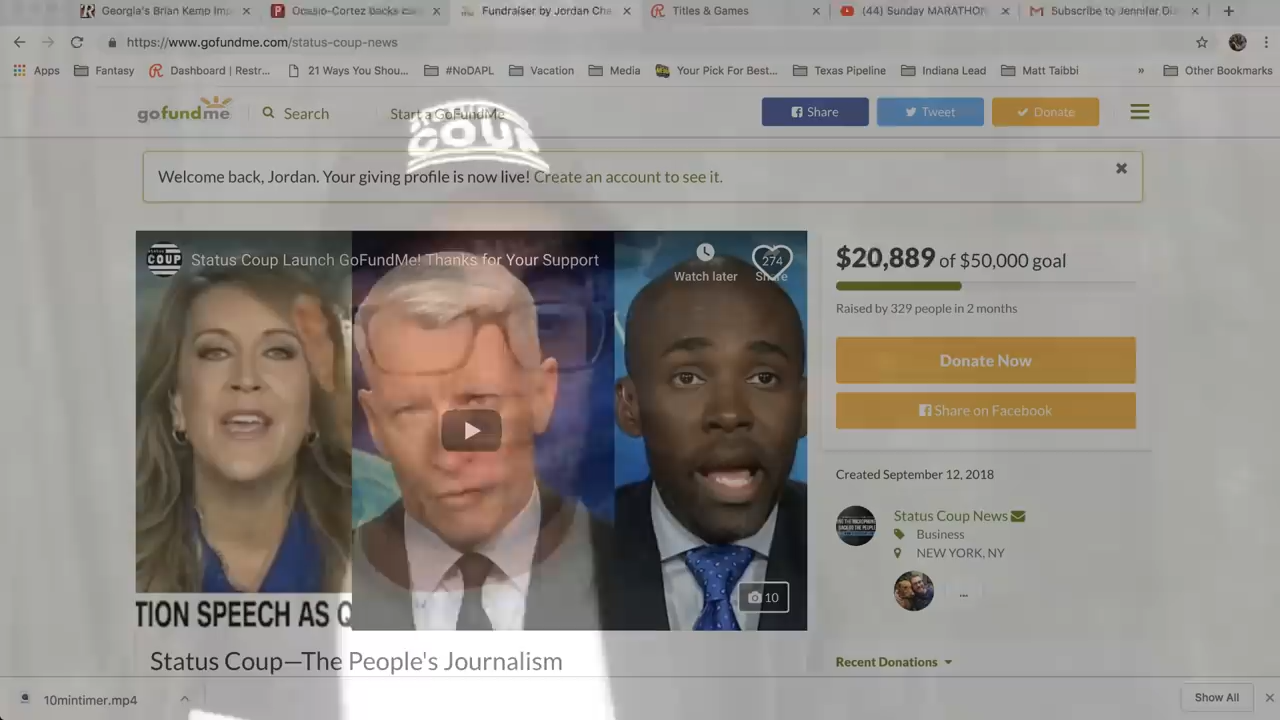 Georgia's Brian Kemp Imp
Ocasio-Cortez backs
Fundraiser by Jordan Cha
Titles & Games
(44) Sunday MARATHON
Subscribe to Jennifer Di
https://www.gofundme.com/status-coup-news
Apps
Fantasy
Dashboard | Restr...
21 Ways You Shou...
#NoDAPL
Vacation
Media
Your Pick For Best...
Texas Pipeline
Indiana Lead
Matt Taibbi
»
Other Bookmarks
gofundme
Search
Start a GoFundMe
Share
Tweet
Donate
COUP
Welcome back, Jordan. Your giving profile is now live! Create an account to see it.
COUP
Status Coup Launch GoFundMe! Thanks for Your Support
Watch later
274
Share
$20,889 of $50,000 goal
Raised by 329 people in 2 months
Donate Now
Share on Facebook
Created September 12, 2018
Status Coup News
Business
NEW YORK, NY
...
10
TION SPEECH AS Q
Status Coup—The People's Journalism
Recent Donations
10mintimer.mp4
Show All